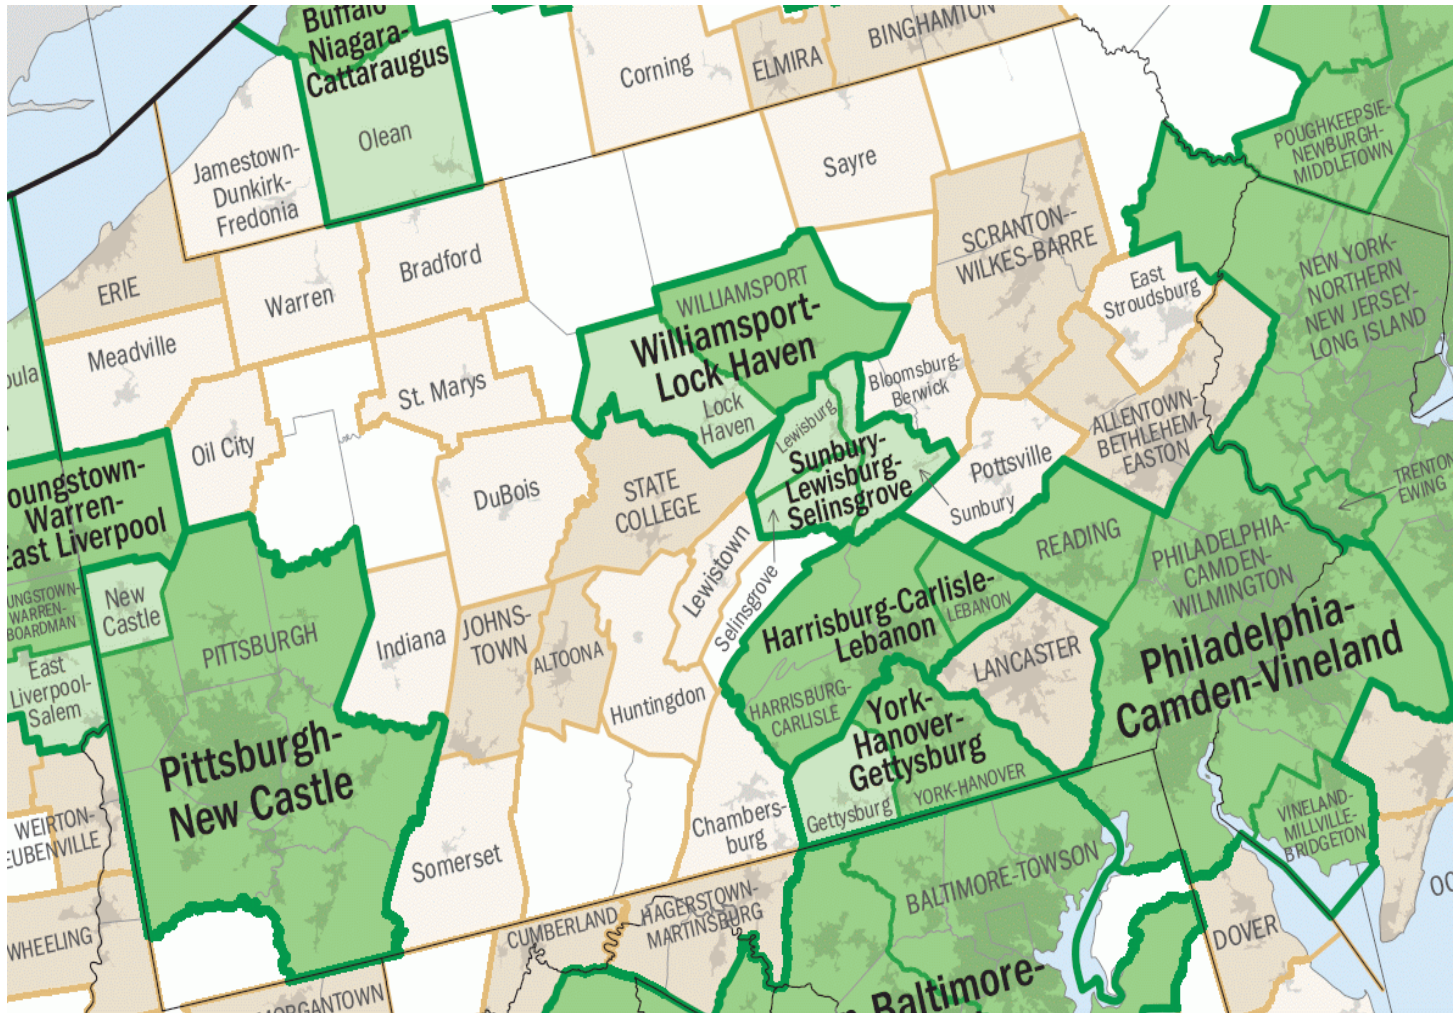 Buffalo
Niagara-
Cattaraugus
Olean
Corning
ELMIRA
BINGHAMTON
Jamestown-
Dunkirk-
Fredonia
Sayre
POUGHKEEPSIE-
NEWBURGH-
MIDDLETOWN
SCRANTON--
WILKES-BARRE
East
Stroudsburg
NEW YORK-
NORTHERN
NEW JERSEY-
LONG ISLAND
ERIE
Warren
Bradford
WILLIAMSPORT
Williamsport-
Lock Haven
Lock
Haven
Meadville
St. Marys
Bloomsburg-
Berwick
oula
Oil City
Lewisburg
Sunbury-
Lewisburg-
Selinsgrove
ALLENTOWN-
BETHLEHEM-
EASTON
Pottsville
TRENTON
EWING
oungstown-
Warren-
East Liverpool
DuBois
STATE
COLLEGE
Sunbury
Lewistown
Selinsgrove
READING
PHILADELPHIA-
CAMDEN-
WILMINGTON
UNGSTOWN-
WARREN-
BOARDMAN
New
Castle
PITTSBURGH
Indiana
JOHNS-
TOWN
ALTOONA
Huntingdon
Harrisburg-Carlisle-
Lebanon
LEBANON
HARRISBURG-
CARLISLE
LANCASTER
Philadelphia-
Camden-Vineland
East
Liverpool-
Salem
Pittsburgh-
New Castle
York-
Hanover-
Gettysburg
YORK-HANOVER
Gettysburg
Chambers-
burg
Somerset
WEIRTON-
EUBENVILLE
VINELAND-
MILLVILLE-
BRIDGETON
WHEELING
CUMBERLAND
HAGERSTOWN-
MARTINSBURG
BALTIMORE-TOWSON
DOVER
OC
MORGANTOWN
Baltimore-